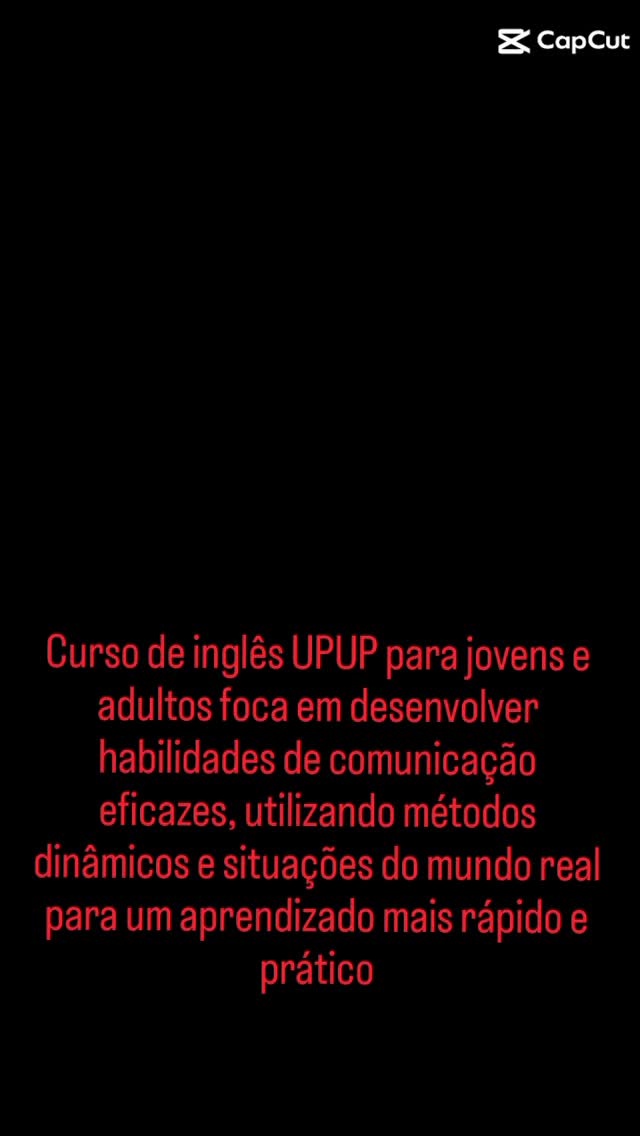 CapCut
Curso de inglês UPUP para jovens e
adultos foca em desenvolver
habilidades de comunicação
eficazes, utilizando métodos
dinâmicos e situações do mundo real
para um aprendizado mais rápido e
prático